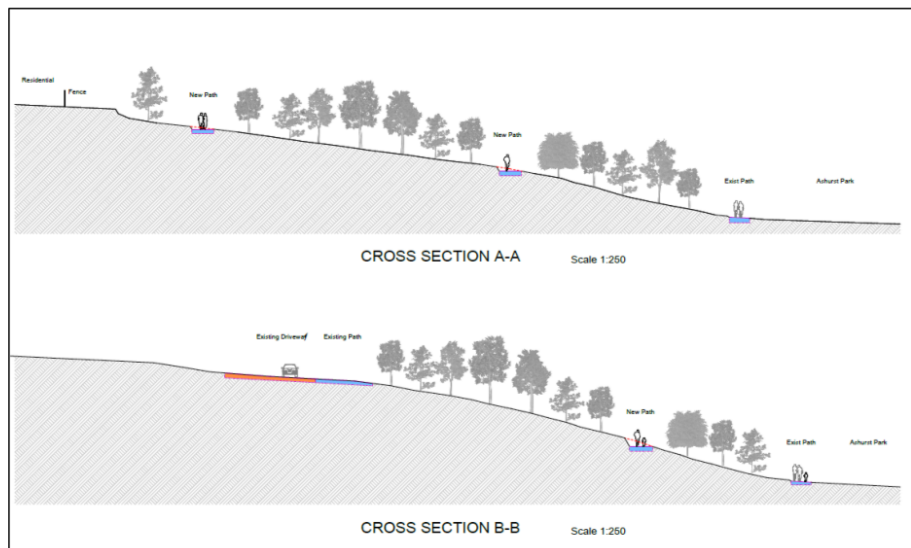 Residential
Fence
New Path
New Path
Exist Path
Ashurst Park
CROSS SECTION A-A
Scale 1:250
Existing Driveway
Existing Path
New Path
Exist Path
Ashurst Park
CROSS SECTION B-B
Scale 1:250